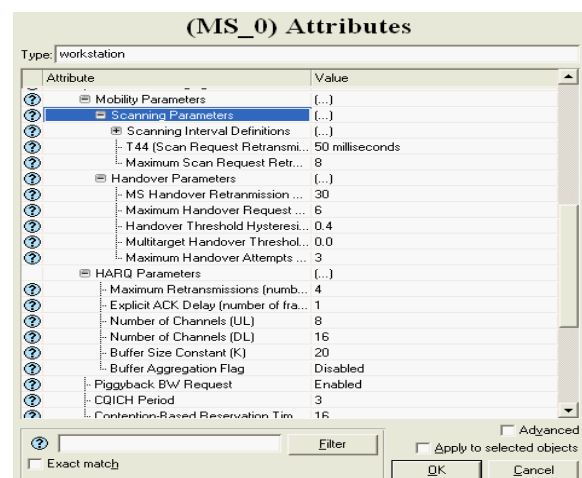 (MS_0) Attributes
Type: workstation
Attribute Value
Mobility Parameters (...)
Scanning Parameters (...)
Scanning Interval Definitions (...)
T44 (Scan Request Retransmi... 50 milliseconds
Maximum Scan Request Retr... 8
Handover Parameters (...)
MS Handover Retranmission ... 30
Maximum Handover Request ... 6
Handover Threshold Hysteresi... 0.4
Multitarget Handover Threshol... 0.0
Maximum Handover Attempts ... 3
HARQ Parameters (...)
Maximum Retransmissions (numb... 4
Explicit ACK Delay (number of fra... 1
Number of Channels (UL) 8
Number of Channels (DL) 16
Buffer Size Constant (K) 20
Buffer Aggregation Flag Disabled
Piggyback BW Request Enabled
CQICH Period 3
Contention-Based Reservation Tim... 16
Advanced
Filter
Apply to selected objects
Exact match
OK Cancel